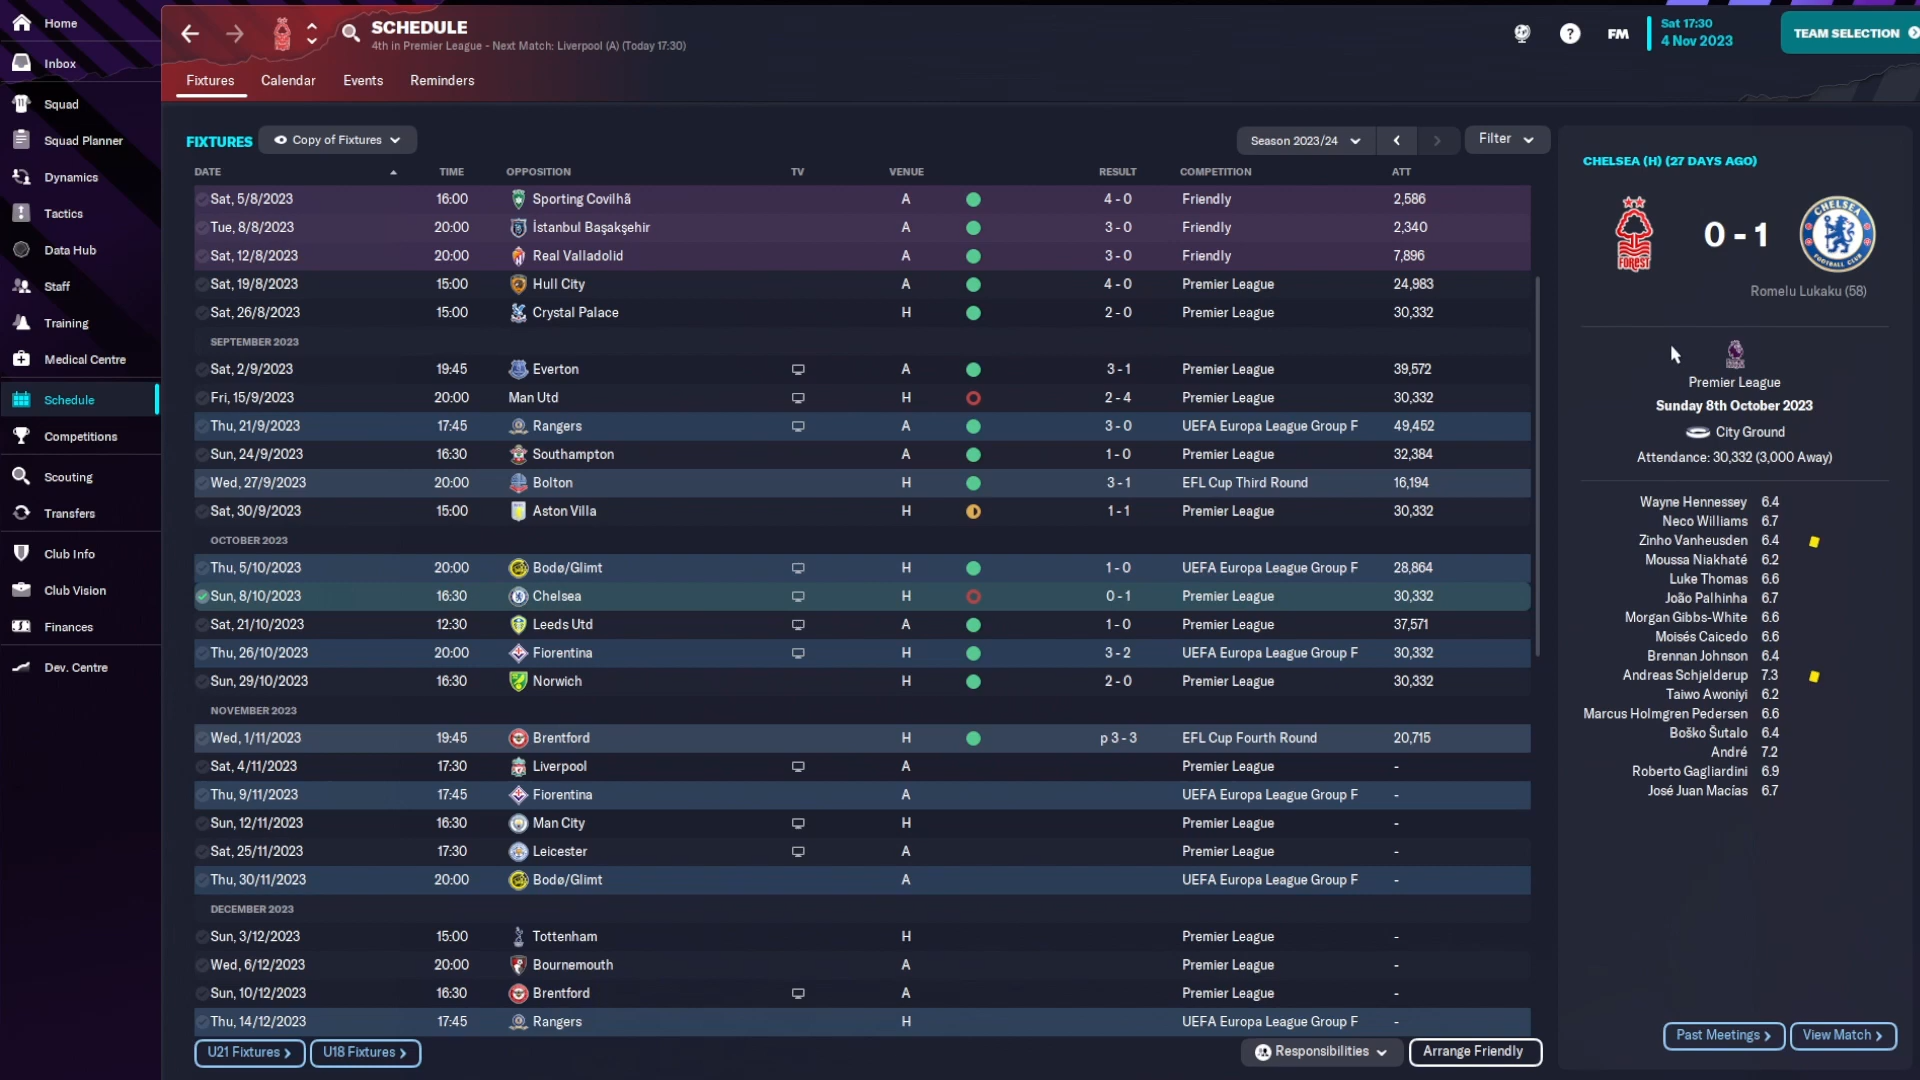 Home
Inbox
Squad
Squad Planner
Dynamics
Tactics
Data Hub
Staff
Training
Medical Centre
Schedule
Competitions
Scouting
Transfers
Club Info
Club Vision
Finances
Dev. Centre
SCHEDULE
4th in Premier League - Next Match: Liverpool (A) (Today 17:30)
? FM Sat 17:30
4 Nov 2023
TEAM SELECTION
Fixtures Calendar Events Reminders
FIXTURES Copy of Fixtures Season 2023/24 Filter
DATE TIME OPPOSITION TV VENUE RESULT COMPETITION ATT
Sat, 5/8/2023 16:00 Sporting Covilhã A 4 - 0 Friendly 2,586
Tue, 8/8/2023 20:00 İstanbul Başakşehir A 3 - 0 Friendly 2,340
Sat, 12/8/2023 20:00 Real Valladolid A 3 - 0 Friendly 7,896
Sat, 19/8/2023 15:00 Hull City A 4 - 0 Premier League 24,983
Sat, 26/8/2023 15:00 Crystal Palace H 2 - 0 Premier League 30,332
SEPTEMBER 2023
Sat, 2/9/2023 19:45 Everton A 3 - 1 Premier League 39,572
Fri, 15/9/2023 20:00 Man Utd H 2 - 4 Premier League 30,332
Thu, 21/9/2023 17:45 Rangers A 3 - 0 UEFA Europa League Group F 49,452
Sun, 24/9/2023 16:30 Southampton A 1 - 0 Premier League 32,384
Wed, 27/9/2023 20:00 Bolton H 3 - 1 EFL Cup Third Round 16,194
Sat, 30/9/2023 15:00 Aston Villa H 1 - 1 Premier League 30,332
OCTOBER 2023
Thu, 5/10/2023 20:00 Bodø/Glimt H 1 - 0 UEFA Europa League Group F 28,864
Sun, 8/10/2023 16:30 Chelsea H 0 - 1 Premier League 30,332
Sat, 21/10/2023 12:30 Leeds Utd A 1 - 0 Premier League 37,571
Thu, 26/10/2023 20:00 Fiorentina H 3 - 2 UEFA Europa League Group F 30,332
Sun, 29/10/2023 16:30 Norwich H 2 - 0 Premier League 30,332
NOVEMBER 2023
Wed, 1/11/2023 19:45 Brentford H p 3 - 3 EFL Cup Fourth Round 20,715
Sat, 4/11/2023 17:30 Liverpool A Premier League -
Thu, 9/11/2023 17:45 Fiorentina A UEFA Europa League Group F -
Sun, 12/11/2023 16:30 Man City H Premier League -
Sat, 25/11/2023 17:30 Leicester A Premier League -
Thu, 30/11/2023 20:00 Bodø/Glimt A UEFA Europa League Group F -
DECEMBER 2023
Sun, 3/12/2023 15:00 Tottenham H Premier League -
Wed, 6/12/2023 20:00 Bournemouth A Premier League -
Sun, 10/12/2023 16:30 Brentford A Premier League -
Thu, 14/12/2023 17:45 Rangers H UEFA Europa League Group F -
U21 Fixtures U18 Fixtures Responsibilities Arrange Friendly
CHELSEA (H) (27 DAYS AGO)
FOREST 0 - 1 CHELSEA FOOTBALL CLUB
Romelu Lukaku (58)
Premier League
Sunday 8th October 2023
City Ground
Attendance: 30,332 (3,000 Away)
Wayne Hennessey 6.4
Neco Williams 6.7
Zinho Vanheusden 6.4
Moussa Niakhaté 6.2
Luke Thomas 6.6
João Palhinha 6.7
Morgan Gibbs-White 6.6
Moisés Caicedo 6.6
Brennan Johnson 6.4
Andreas Schjelderup 7.3
Taiwo Awoniyi 6.2
Marcus Holmgren Pedersen 6.6
Boško Šutalo 6.4
André 7.2
Roberto Gagliardini 6.9
José Juan Macías 6.7
Past Meetings View Match